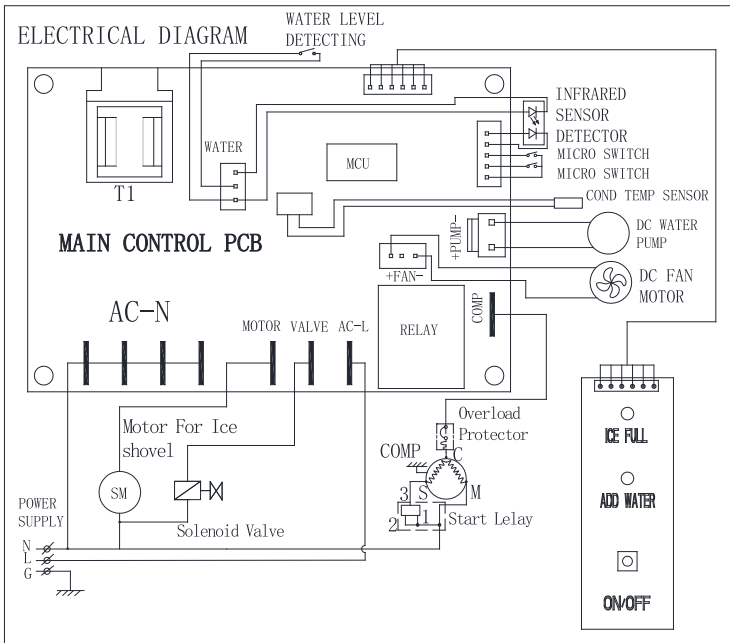 ELECTRICAL DIAGRAM
WATER LEVEL
DETECTING
T1
WATER
MCU
INFRARED
SENSOR
DETECTOR
MICRO SWITCH
MICRO SWITCH
COND TEMP SENSOR
MAIN CONTROL PCB
+PUMP-
DC WATER
PUMP
+FAN-
DC FAN
MOTOR
AC-N
MOTOR
VALVE
AC-L
RELAY
COMP
Motor For Ice
shovel
SM
Solenoid Valve
Overload
Protector
COMP
C
3
S
M
1
2
Start Lelay
POWER
SUPPLY
N
L
G
ICE FULL
ADD WATER
ON/OFF